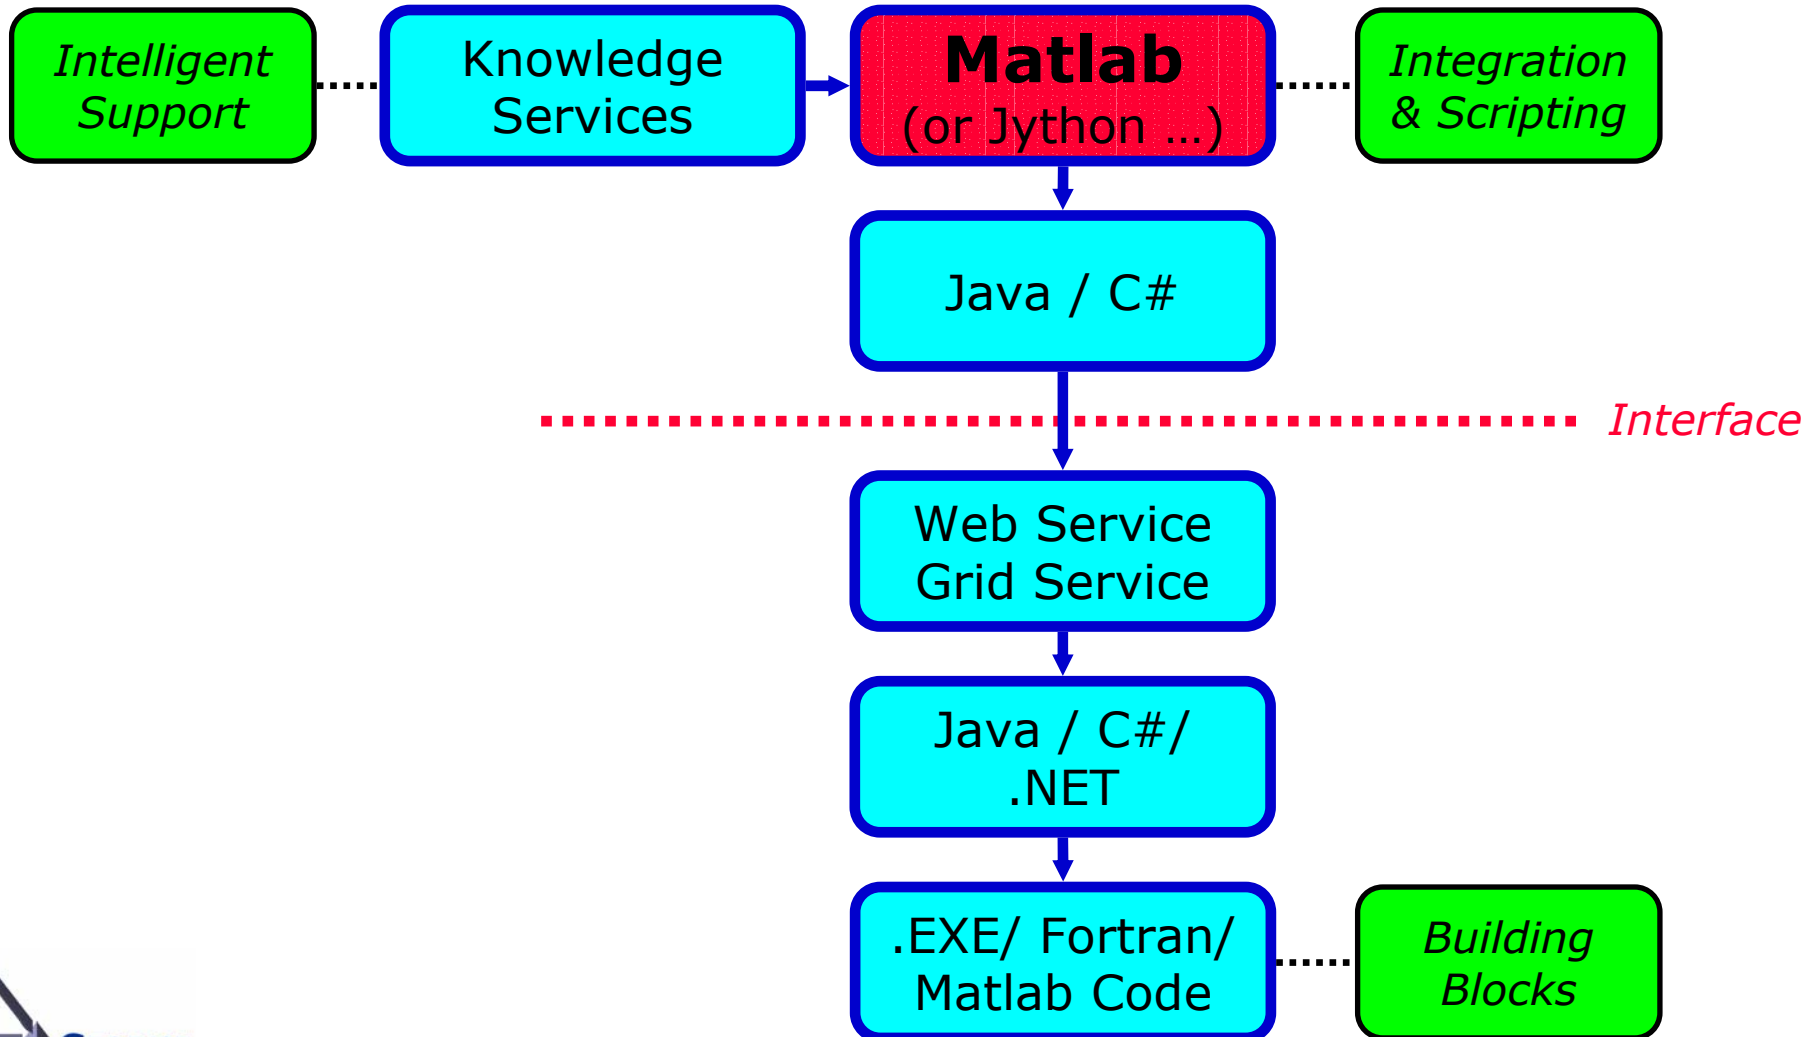 Intelligent
Support
Knowledge
Services
Matlab
(or Jython ...)
Integration
& Scripting
Java / C#
Interface
Web Service
Grid Service
Java / C#/
.NET
.EXE/ Fortran/
Matlab Code
Building
Blocks